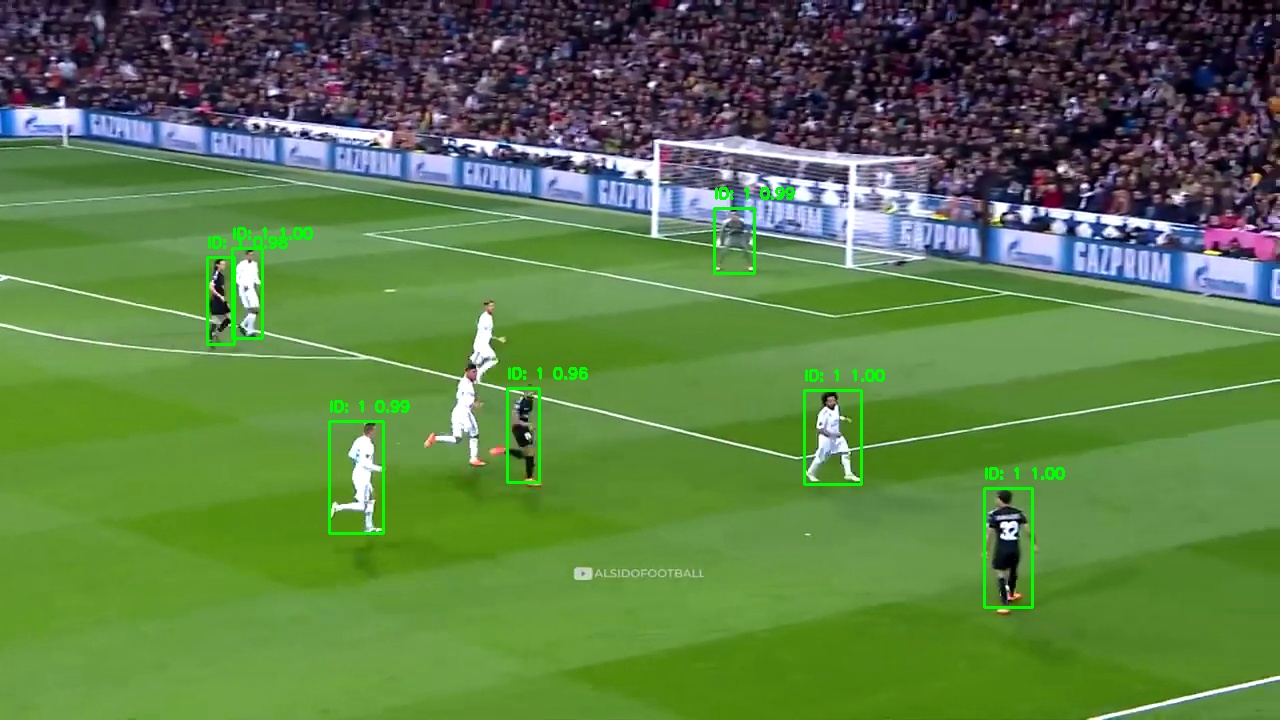 GAZPROM
GAZPROM
GAZPROM
GAZPROM
GAZPROM
GAZPROM
GAZPROM
GAZPROM
ID: 1 0.99
ID: 1 1.00
ID: 1 0.98
ID: 1 0.96
ID: 1 1.00
ID: 1 0.99
ID: 1 1.00
32
ALSIDOFOOTBALL